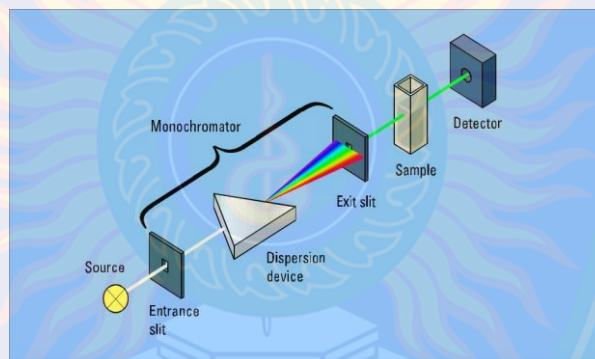 Monochromator
Detector
Sample
Exit slit
Dispersion
device
Source
Entrance
slit